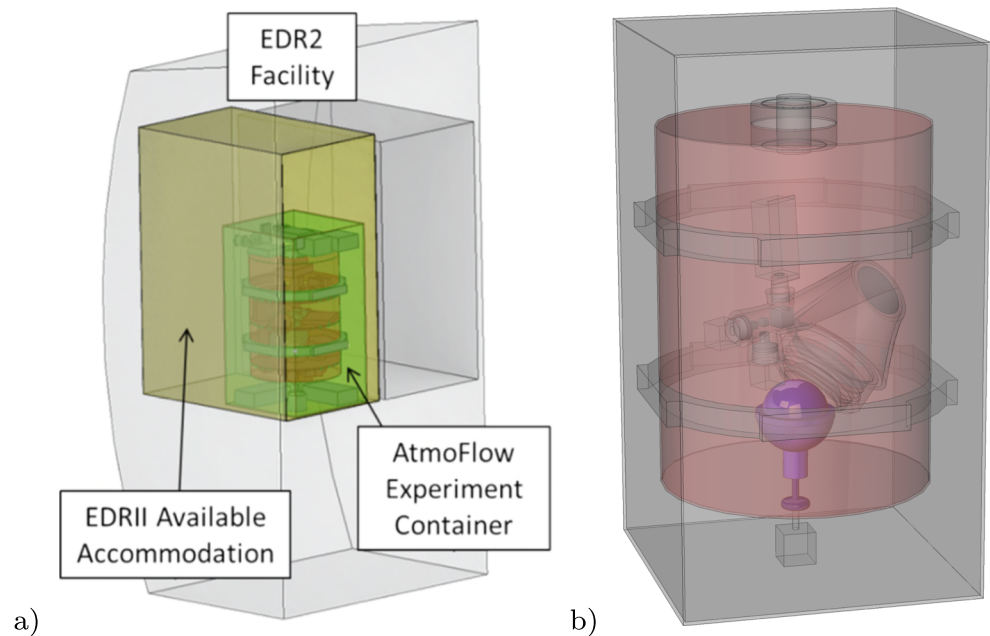 EDR2
Facility
AtmoFlow
Experiment
Container
EDRII Available
Accommodation
a)
b)